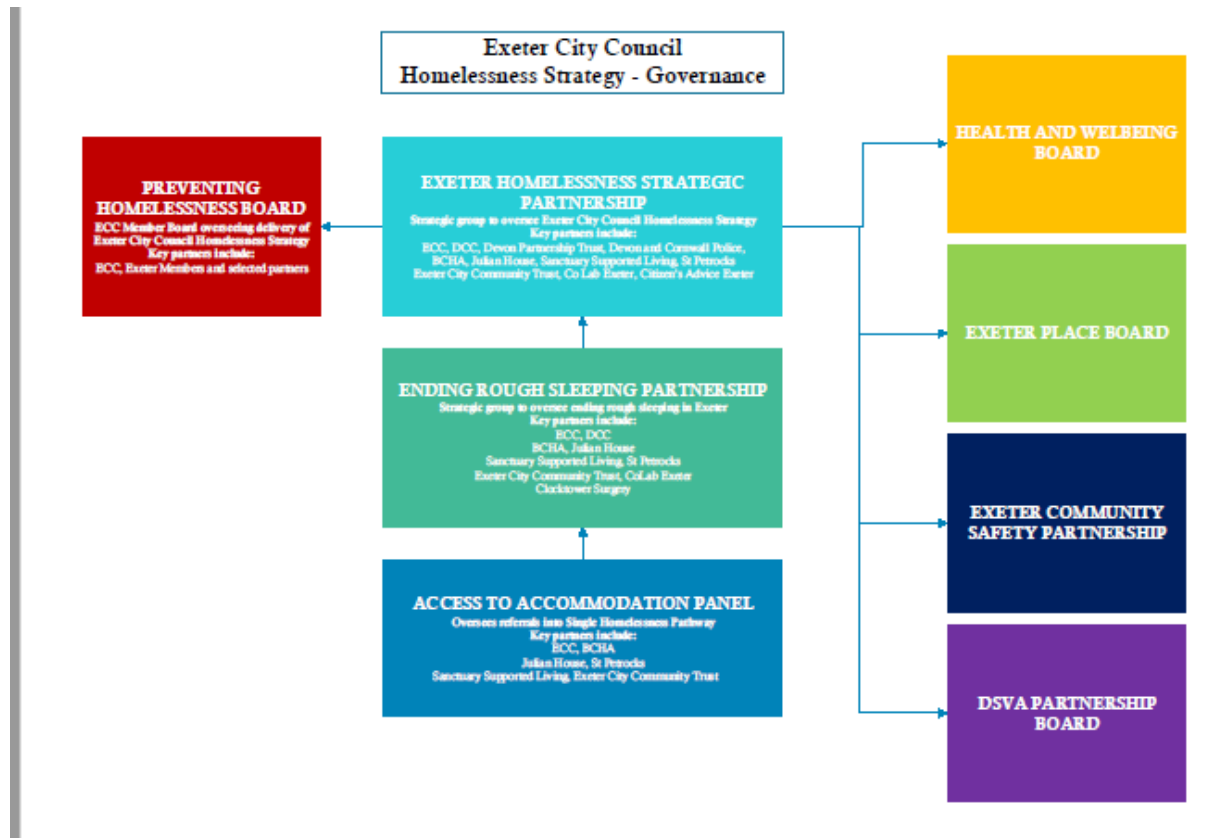 Exeter City Council
Homelessness Strategy - Governance
PREVENTING
HOMELESSNESS BOARD
ECC Member Board overseeing delivery of
Exeter City Council Homelessness Strategy
Key partners include:
ECC, Exeter Members and selected partners
EXETER HOMELESSNESS STRATEGIC
PARTNERSHIP
Strategic group to oversee Exeter City Council Homelessness Strategy
Key partners include:
ECC, DCC, Devon Partnership Trust, Devon and Cornwall Police,
BCHA, Julian House, Sanctuary Supported Living, St Petrocks
Exeter City Community Trust, Co Lab Exeter, Citizen's Advice Exeter
ENDING ROUGH SLEEPING PARTNERSHIP
Strategic group to oversee ending rough sleeping in Exeter
Key partners include:
ECC, DCC
BCHA, Julian House
Sanctuary Supported Living, St Petrocks
Exeter City Community Trust, CoLab Exeter
Clocktower Surgery
ACCESS TO ACCOMMODATION PANEL
Oversees referrals into Single Homelessness Pathway
Key partners include:
ECC, BCHA
Julian House, St Petrocks
Sanctuary Supported Living, Exeter City Community Trust
HEALTH AND WELBEING
BOARD
EXETER PLACE BOARD
EXETER COMMUNITY
SAFETY PARTNERSHIP
DSVA PARTNERSHIP
BOARD